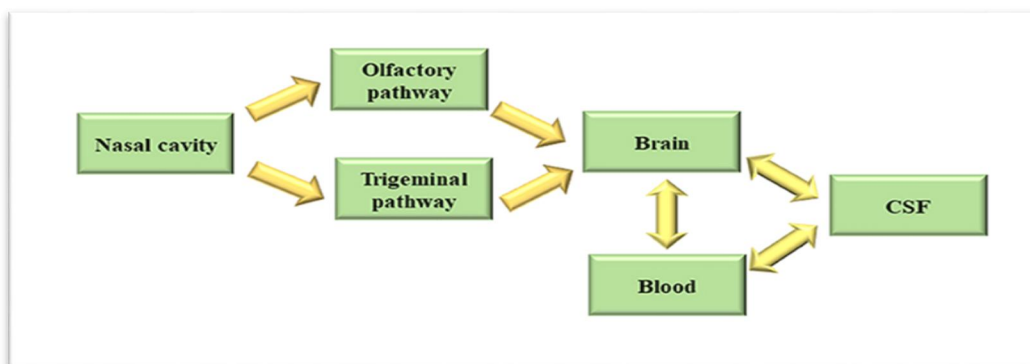 Nasal cavity
Olfactory
pathway
Trigeminal
pathway
Brain
Blood
CSF